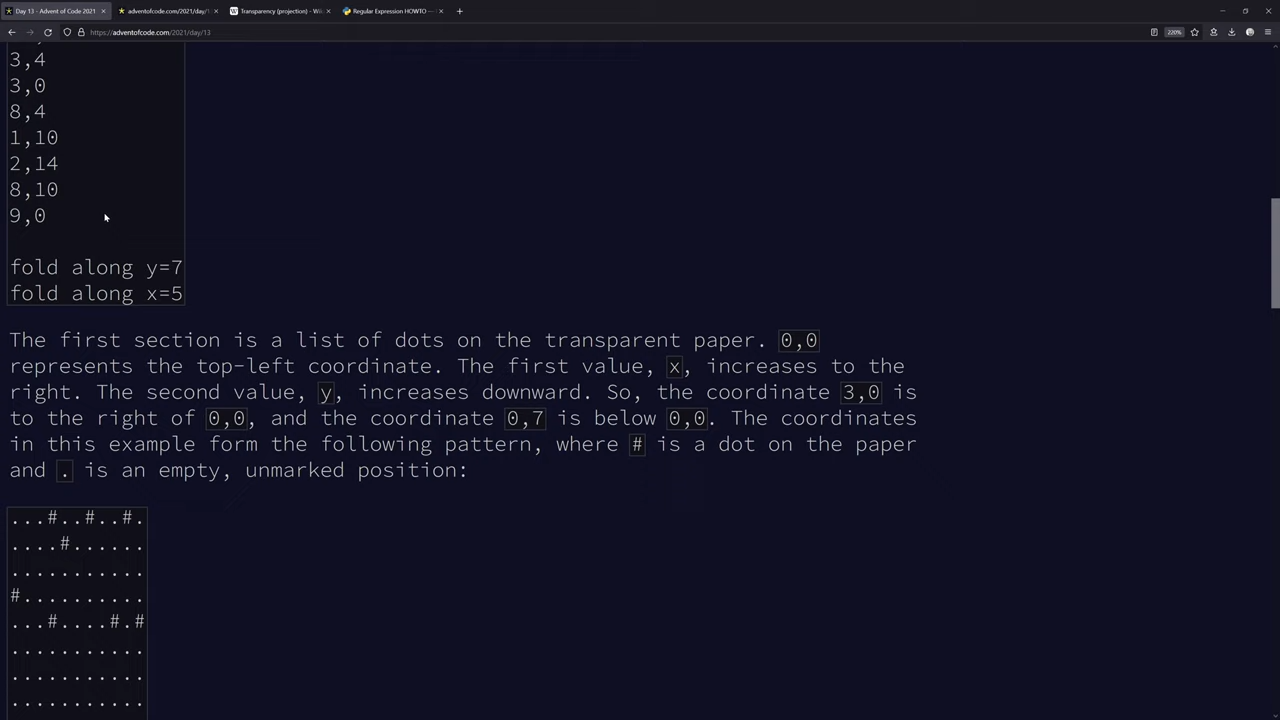 Day 13 - Advent of Code 2021
adventofcode.com/2021/day/1
Transparency (projection) - Wik
Regular Expression HOWTO —
https://adventofcode.com/2021/day/13
220%
3,4
3,0
8,4
1,10
2,14
8,10
9,0
fold along y=7
fold along x=5
The first section is a list of dots on the transparent paper. 0,0
represents the top-left coordinate. The first value, x, increases to the
right. The second value, y, increases downward. So, the coordinate 3,0 is
to the right of 0,0, and the coordinate 0,7 is below 0,0. The coordinates
in this example form the following pattern, where # is a dot on the paper
and . is an empty, unmarked position:
...#..#..#.
....#......
...........
#..........
...#....#.#
...........
...........
...........